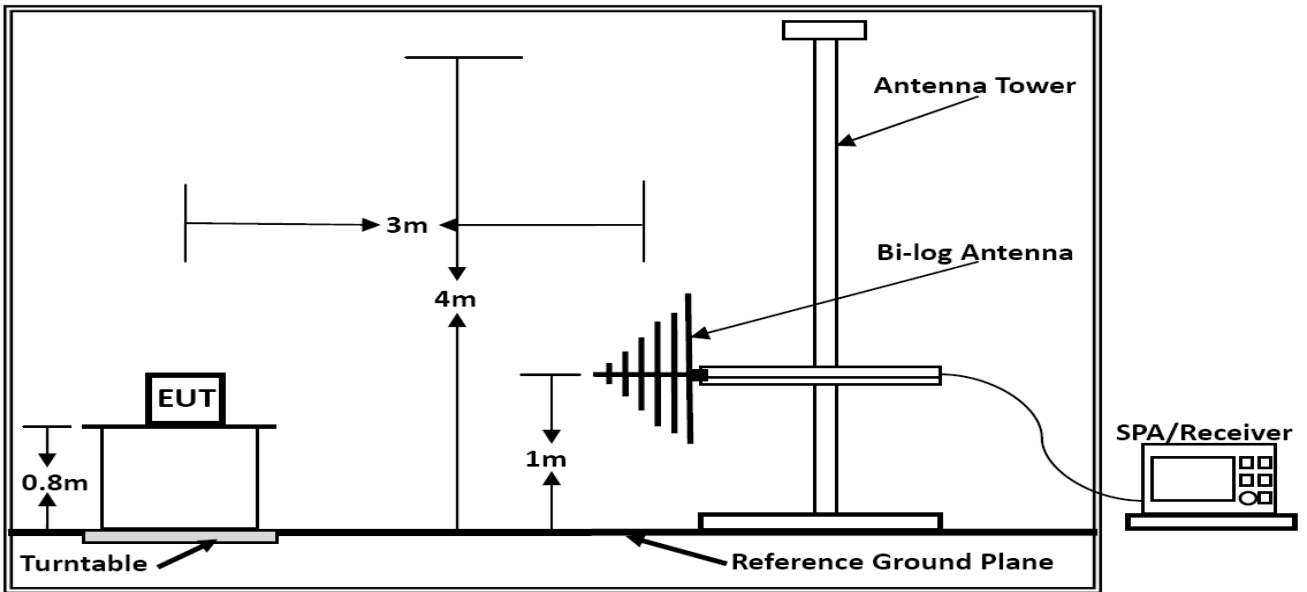 Antenna Tower
3m
Bi-log Antenna
4m
EUT
SPA/Receiver
1m
0.8m
Turntable
Reference Ground Plane